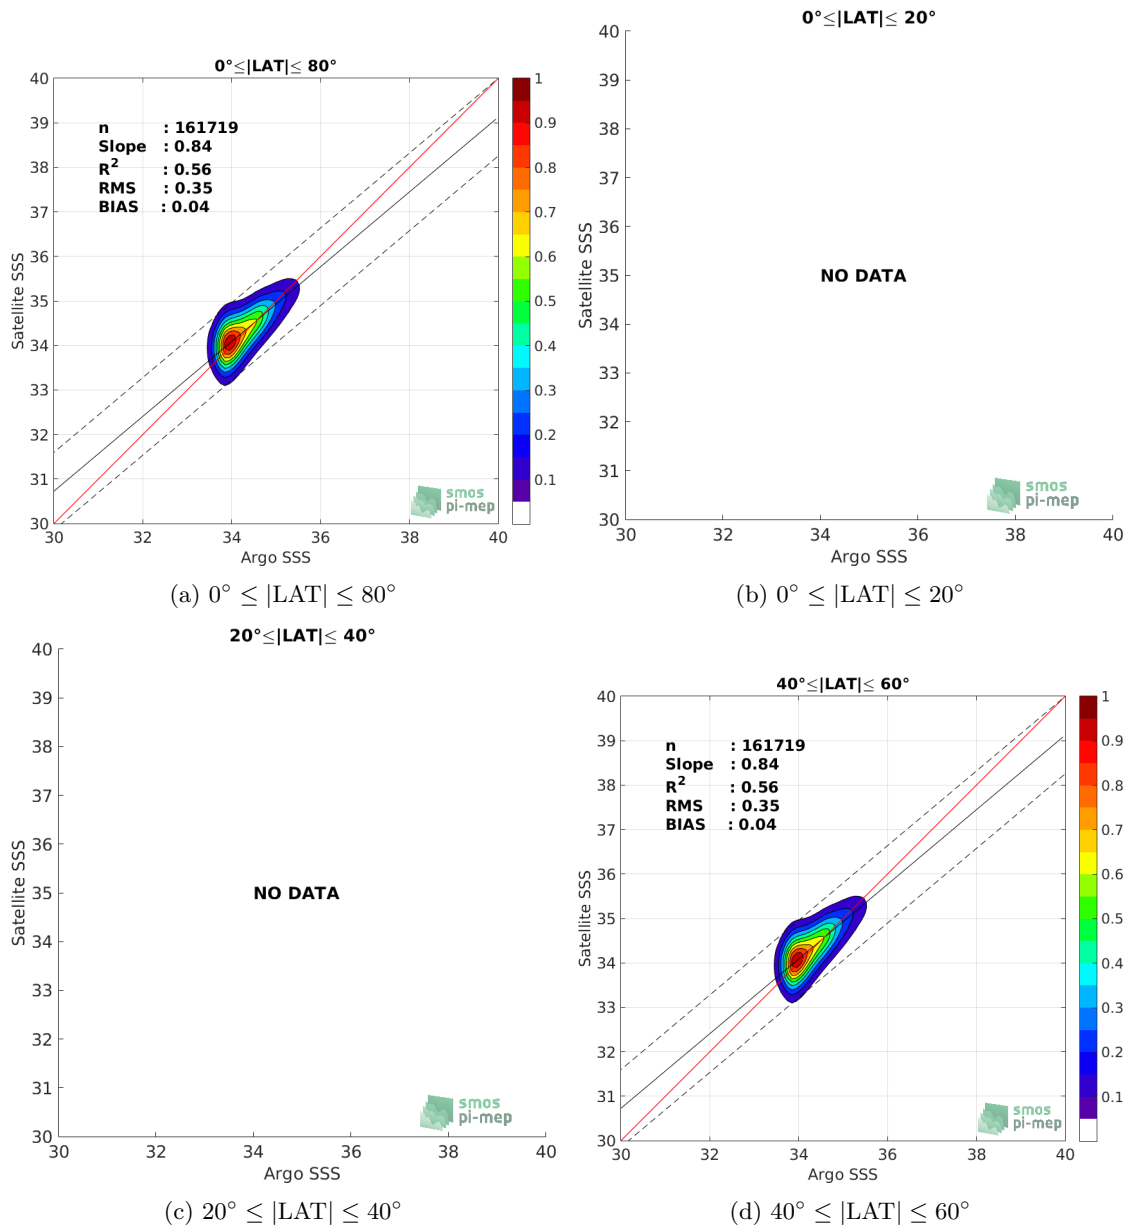 0°≤|LAT|≤ 80°
n : 161719
Slope : 0.84
R² : 0.56
RMS : 0.35
BIAS : 0.04
40
39
38
37
36
35
34
33
32
31
30
Satellite SSS
30 32 34 36 38 40
Argo SSS
1
0.9
0.8
0.7
0.6
0.5
0.4
0.3
0.2
0.1
smos
pi-mep
(a) 0° ≤ |LAT| ≤ 80°
0°≤|LAT|≤ 20°
40
39
38
37
36
35
34
33
32
31
30
Satellite SSS
NO DATA
30 32 34 36 38 40
Argo SSS
smos
pi-mep
(b) 0° ≤ |LAT| ≤ 20°
20°≤|LAT|≤ 40°
40
39
38
37
36
35
34
33
32
31
30
Satellite SSS
NO DATA
30 32 34 36 38 40
Argo SSS
smos
pi-mep
(c) 20° ≤ |LAT| ≤ 40°
40°≤|LAT|≤ 60°
n : 161719
Slope : 0.84
R² : 0.56
RMS : 0.35
BIAS : 0.04
40
39
38
37
36
35
34
33
32
31
30
Satellite SSS
30 32 34 36 38 40
Argo SSS
1
0.9
0.8
0.7
0.6
0.5
0.4
0.3
0.2
0.1
smos
pi-mep
(d) 40° ≤ |LAT| ≤ 60°